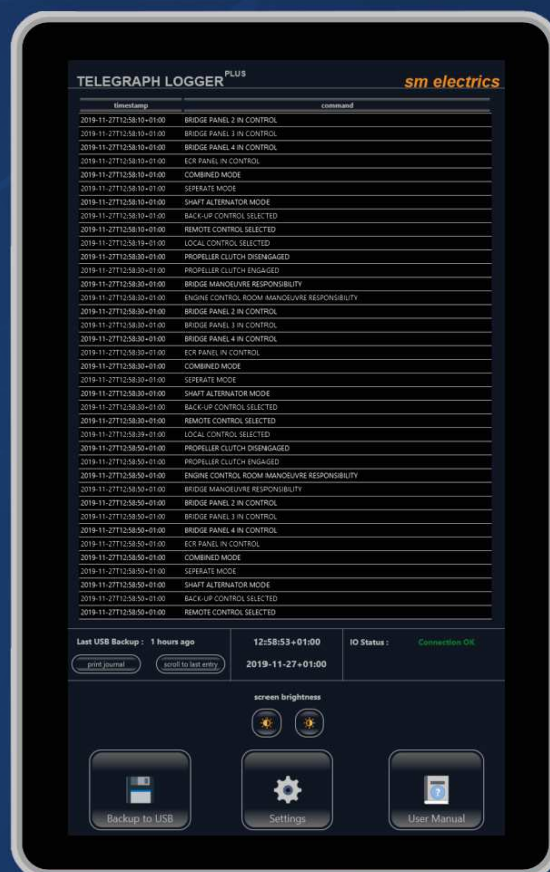 TELEGRAPH LOGGER PLUS
sm electrics
timestamp command
2019-11-27T12:58:10+01:00 BRIDGE PANEL 2 IN CONTROL
2019-11-27T12:58:10+01:00 BRIDGE PANEL 3 IN CONTROL
2019-11-27T12:58:10+01:00 BRIDGE PANEL 4 IN CONTROL
2019-11-27T12:58:10+01:00 ECR PANEL IN CONTROL
2019-11-27T12:58:10+01:00 COMBINED MODE
2019-11-27T12:58:10+01:00 SEPERATE MODE
2019-11-27T12:58:10+01:00 SHAFT ALTERNATOR MODE
2019-11-27T12:58:10+01:00 BACK-UP CONTROL SELECTED
2019-11-27T12:58:10+01:00 REMOTE CONTROL SELECTED
2019-11-27T12:58:19+01:00 LOCAL CONTROL SELECTED
2019-11-27T12:58:30+01:00 PROPELLER CLUTCH DISENGAGED
2019-11-27T12:58:30+01:00 PROPELLER CLUTCH ENGAGED
2019-11-27T12:58:30+01:00 BRIDGE MANOEUVRE RESPONSIBILITY
2019-11-27T12:58:30+01:00 ENGINE CONTROL ROOM MANOEUVRE RESPONSIBILITY
2019-11-27T12:58:30+01:00 BRIDGE PANEL 2 IN CONTROL
2019-11-27T12:58:30+01:00 BRIDGE PANEL 3 IN CONTROL
2019-11-27T12:58:30+01:00 BRIDGE PANEL 4 IN CONTROL
2019-11-27T12:58:30+01:00 ECR PANEL IN CONTROL
2019-11-27T12:58:30+01:00 COMBINED MODE
2019-11-27T12:58:30+01:00 SEPERATE MODE
2019-11-27T12:58:30+01:00 SHAFT ALTERNATOR MODE
2019-11-27T12:58:30+01:00 BACK-UP CONTROL SELECTED
2019-11-27T12:58:30+01:00 REMOTE CONTROL SELECTED
2019-11-27T12:58:39+01:00 LOCAL CONTROL SELECTED
2019-11-27T12:58:50+01:00 PROPELLER CLUTCH DISENGAGED
2019-11-27T12:58:50+01:00 PROPELLER CLUTCH ENGAGED
2019-11-27T12:58:50+01:00 ENGINE CONTROL ROOM MANOEUVRE RESPONSIBILITY
2019-11-27T12:58:50+01:00 BRIDGE MANOEUVRE RESPONSIBILITY
2019-11-27T12:58:50+01:00 BRIDGE PANEL 2 IN CONTROL
2019-11-27T12:58:50+01:00 BRIDGE PANEL 3 IN CONTROL
2019-11-27T12:58:50+01:00 BRIDGE PANEL 4 IN CONTROL
2019-11-27T12:58:50+01:00 ECR PANEL IN CONTROL
2019-11-27T12:58:50+01:00 COMBINED MODE
2019-11-27T12:58:50+01:00 SEPERATE MODE
2019-11-27T12:58:50+01:00 SHAFT ALTERNATOR MODE
2019-11-27T12:58:50+01:00 BACK-UP CONTROL SELECTED
2019-11-27T12:58:50+01:00 REMOTE CONTROL SELECTED
Last USB Backup : 1 hours ago 12:58:53+01:00 IO Status : Connection OK
print journal scroll to last entry 2019-11-27+01:00
screen brightness
Backup to USB Settings User Manual